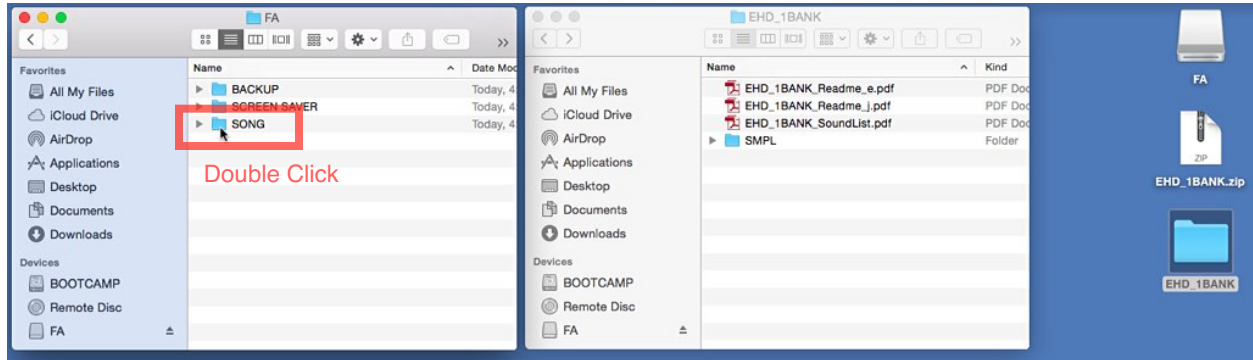 FA
Favorites
All My Files
iCloud Drive
AirDrop
Applications
Desktop
Documents
Downloads
Devices
BOOTCAMP
Remote Disc
FA
Name
Date Mod
BACKUP
Today, 4:
SCREEN SAVER
Today, 4
SONG
Today, 4
Double Click
EHD_1BANK
Favorites
All My Files
iCloud Drive
AirDrop
Applications
Desktop
Documents
Downloads
Devices
BOOTCAMP
Remote Disc
FA
Name
Kind
EHD_1BANK_Readme_e.pdf
PDF Doc
EHD_1BANK_Readme_j.pdf
PDF Doc
EHD_1BANK_SoundList.pdf
PDF Doc
SMPL
Folder
FA
ZIP
EHD_1BANK.zip
EHD_1BANK